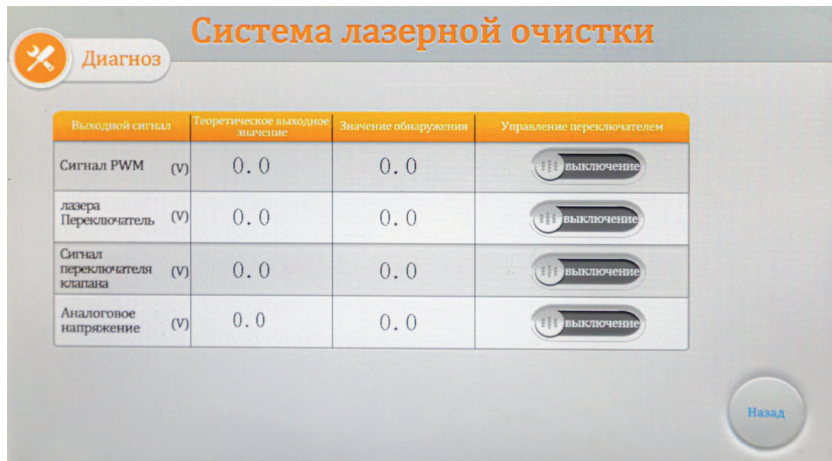 Система лазерной очистки
Диагноз
Выходной сигнал
Теоретическое выходное
значение
Значение обнаружения
Управление переключателем
Сигнал PWM (V)
0.0
0.0
выключение
лазера
Переключатель (V)
0.0
0.0
выключение
Сигнал
переключателя (V)
клапана
0.0
0.0
выключение
Аналоговое
напряжение (V)
0.0
0.0
выключение
Назад